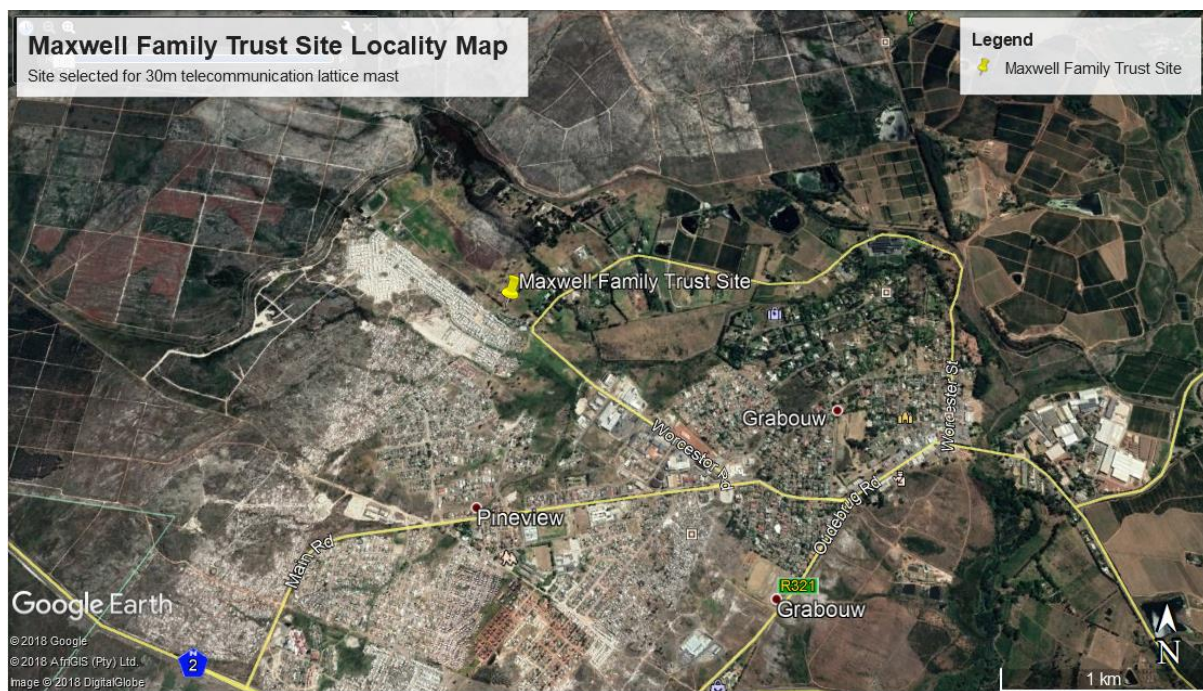 Maxwell Family Trust Site Locality Map
Site selected for 30m telecommunication lattice mast
Legend
Maxwell Family Trust Site
Maxwell Family Trust Site
Worcester St
Grabouw
Worcestor Rd
Pineview
Oudebrug Rd
Main Rd
R321
Grabouw
Google Earth
© 2018 Google
© 2018 AfriGIS (Pty) Ltd.
Image © 2018 DigitalGlobe
N
2
N
1 km